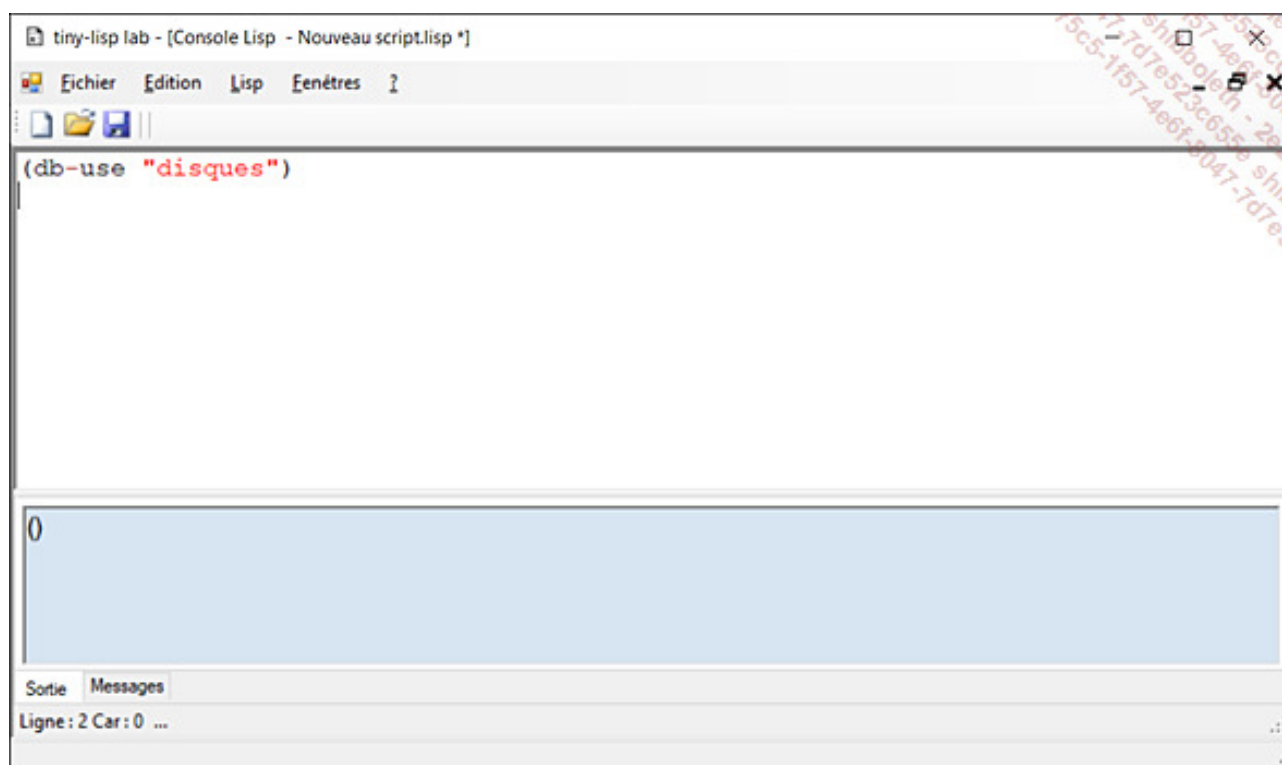 tiny-lisp lab - [Console Lisp - Nouveau script.lisp *]
Fichier Edition Lisp Fenêtres ?
(db-use "disques")
()
Sortie Messages
Ligne : 2 Car : 0 ...